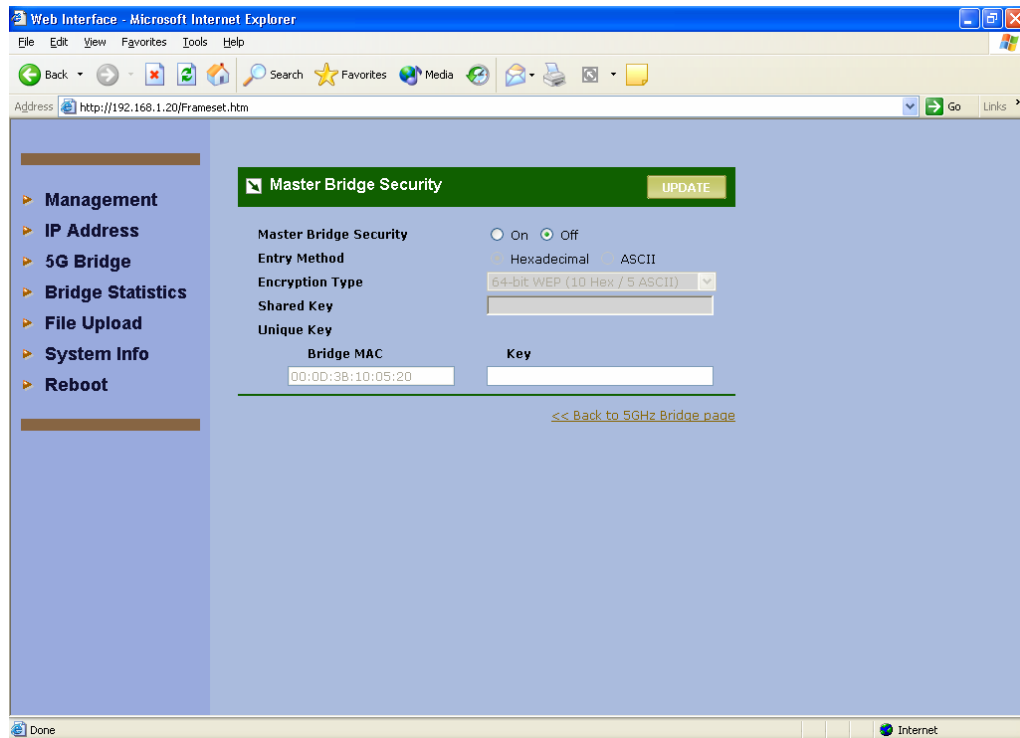 Web Interface - Microsoft Internet Explorer
File Edit View Favorites Tools Help
Back Search Favorites Media
Address http://192.168.1.20/Frameset.htm Go Links
Management
IP Address
5G Bridge
Bridge Statistics
File Upload
System Info
Reboot
Master Bridge Security UPDATE
Master Bridge Security On Off
Entry Method Hexadecimal ASCII
Encryption Type 64-bit WEP (10 Hex / 5 ASCII)
Shared Key
Unique Key
Bridge MAC Key
00:0D:3B:10:05:20
<< Back to 5GHz Bridge page
Done Internet